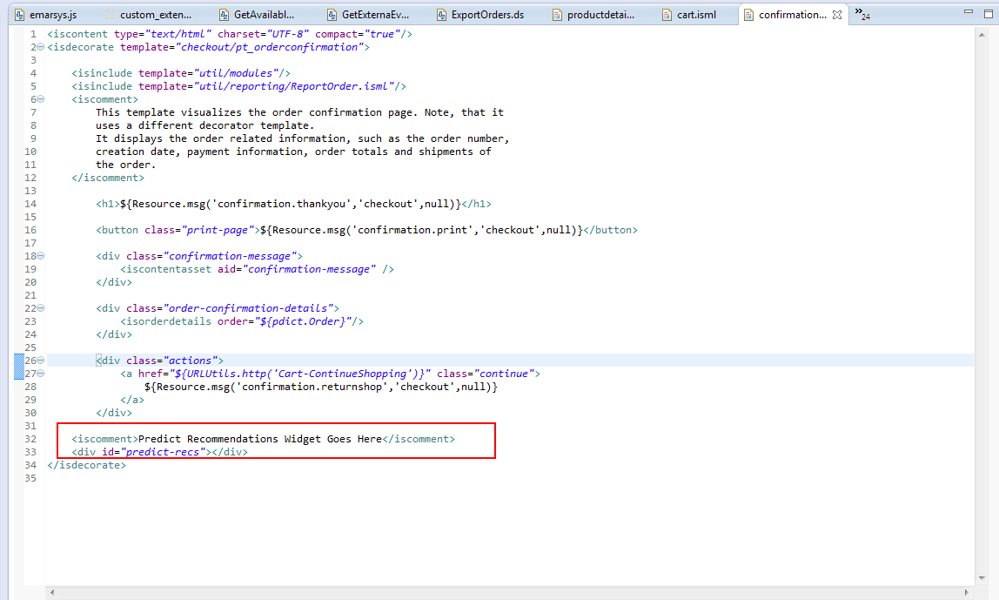 emarsys.js custom_exten... GetAvailabl... GetExternaEv... ExportOrders.ds productdetai... cart.isml confirmation... »24
1 <iscontent type="text/html" charset="UTF-8" compact="true"/>
2 <isdecorate template="checkout/pt_orderconfirmation">
3
4 <isinclude template="util/modules"/>
5 <isinclude template="util/reporting/ReportOrder.isml"/>
6 <iscomment>
7 This template visualizes the order confirmation page. Note, that it
8 uses a different decorator template.
9 It displays the order related information, such as the order number,
10 creation date, payment information, order totals and shipments of
11 the order.
12 </iscomment>
13
14 <h1>${Resource.msg('confirmation.thankyou','checkout',null)}</h1>
15
16 <button class="print-page">${Resource.msg('confirmation.print','checkout',null)}</button>
17
18 <div class="confirmation-message">
19 <iscontentasset aid="confirmation-message" />
20 </div>
21
22 <div class="order-confirmation-details">
23 <isorderdetails order="${pdict.Order}"/>
24 </div>
25
26 <div class="actions">
27 <a href="${URLUtils.http('Cart-ContinueShopping')}" class="continue">
28 ${Resource.msg('confirmation.returnshop','checkout',null)}
29 </a>
30 </div>
31
32 <iscomment>Predict Recommendations Widget Goes Here</iscomment>
33 <div id="predict-recs"></div>
34 </isdecorate>
35